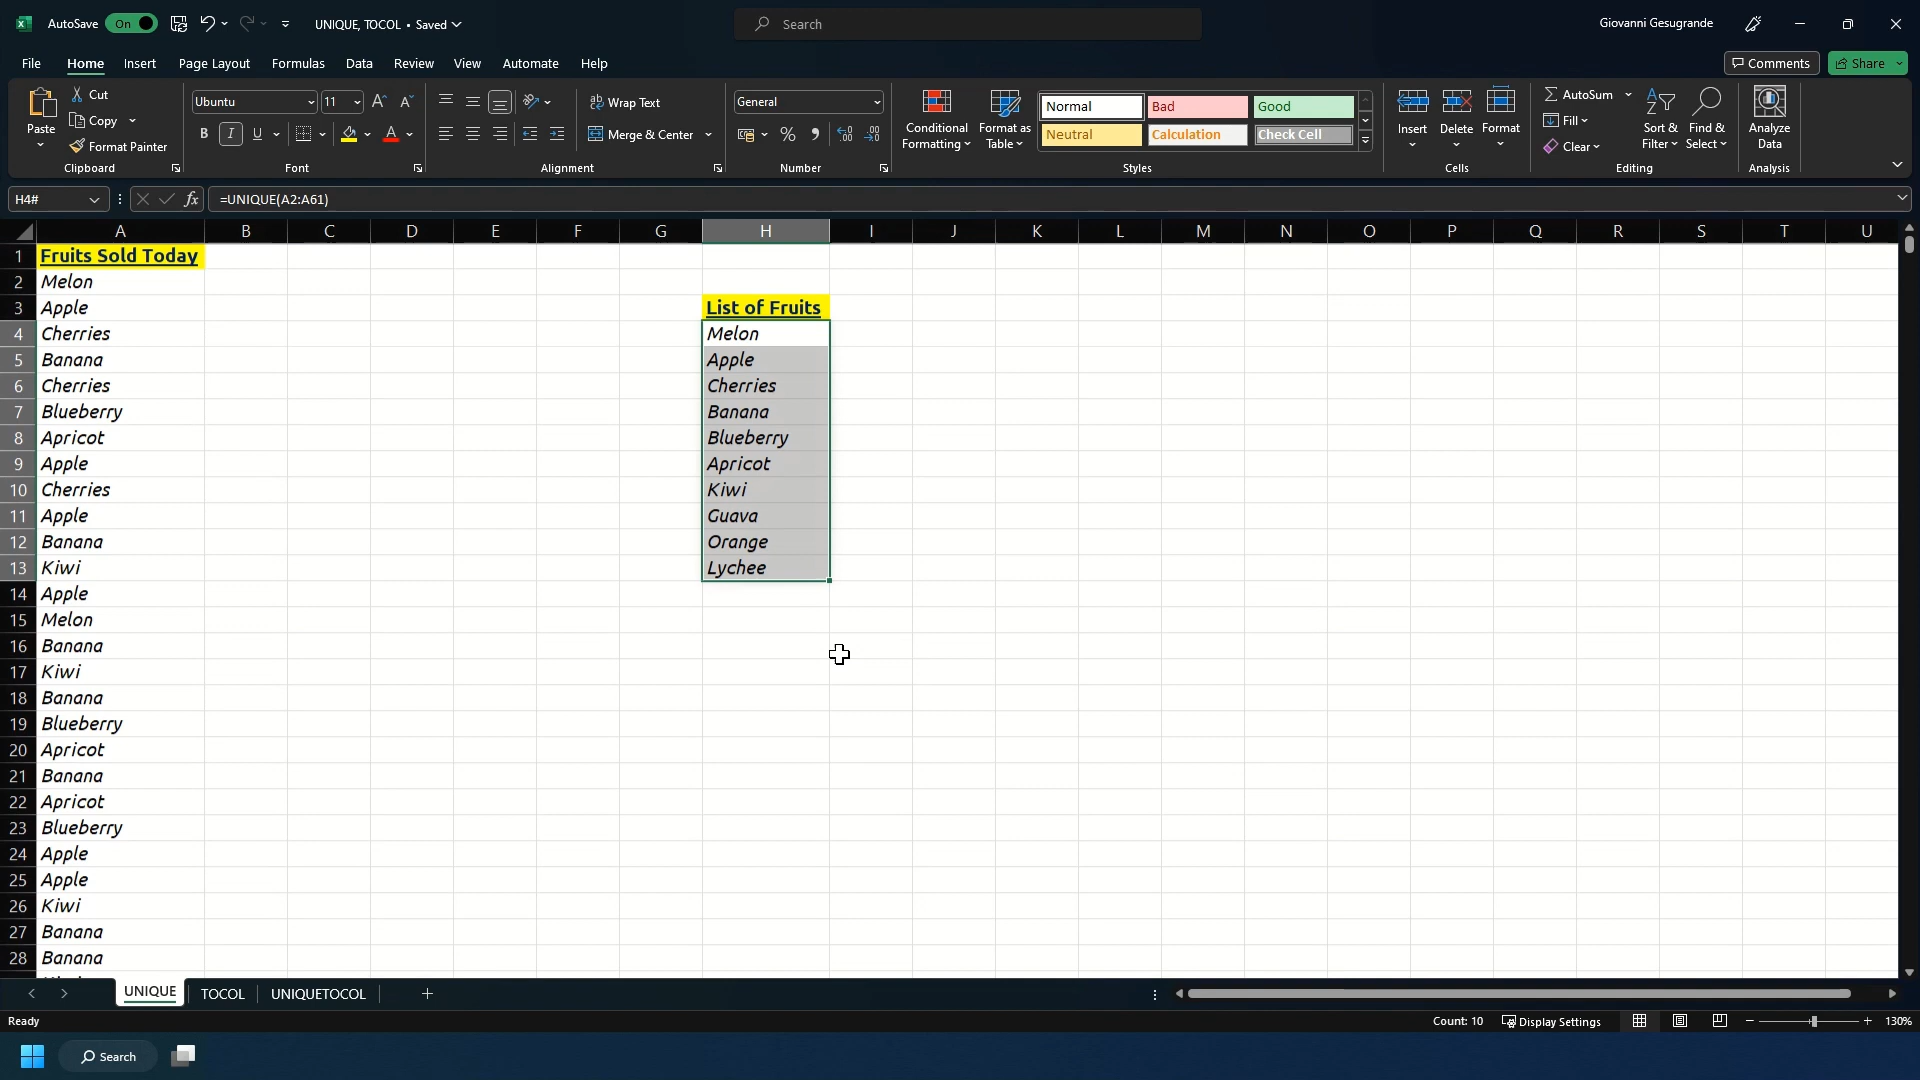 AutoSave On UNIQUE, TOCOL • Saved Search Giovanni Gesugrande
File Home Insert Page Layout Formulas Data Review View Automate Help Comments Share
Paste Cut Copy Format Painter Clipboard
Ubuntu 11 B I U A Font
Wrap Text Merge & Center Alignment
General % Number
Conditional Formatting Format as Table
Normal Bad Good
Neutral Calculation Check Cell
Styles
Insert Delete Format Cells
AutoSum Fill Clear Sort & Filter Find & Select Editing
Analyze Data Analysis
H4# fx =UNIQUE(A2:A61)
A B C D E F G H I J K L M N O P Q R S T U
1 Fruits Sold Today
2 Melon
3 Apple List of Fruits
4 Cherries Melon
5 Banana Apple
6 Cherries Cherries
7 Blueberry Banana
8 Apricot Blueberry
9 Apple Apricot
10 Cherries Kiwi
11 Apple Guava
12 Banana Orange
13 Kiwi Lychee
14 Apple
15 Melon
16 Banana
17 Kiwi
18 Banana
19 Blueberry
20 Apricot
21 Banana
22 Apricot
23 Blueberry
24 Apple
25 Apple
26 Kiwi
27 Banana
28 Banana
UNIQUE TOCOL UNIQUETOCOL
Ready Count: 10 Display Settings 130%
Search